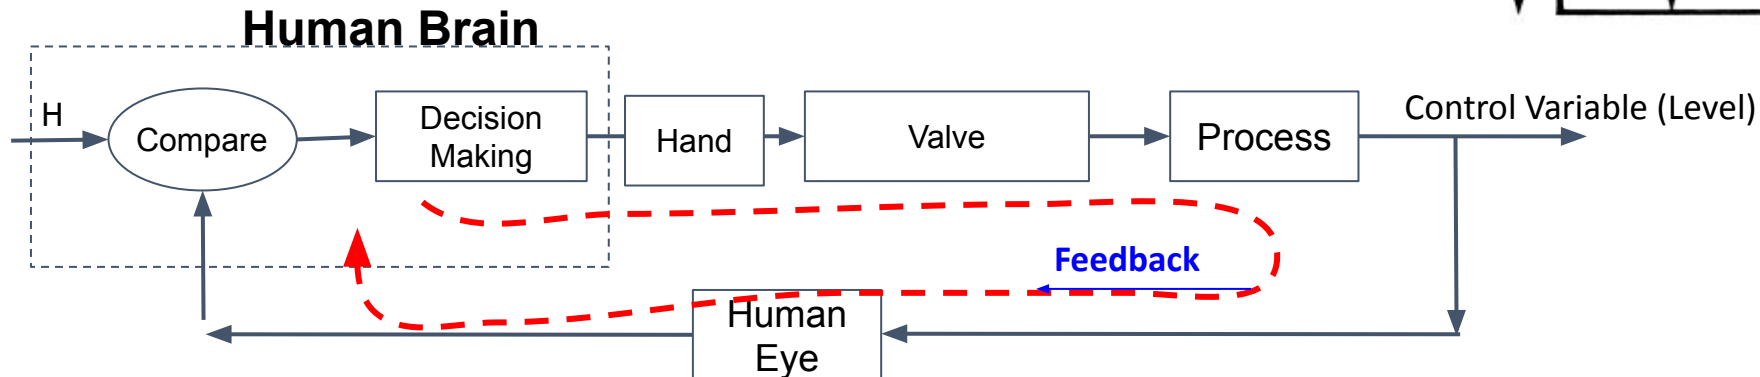 Human Brain
H
Compare
Decision
Making
Hand
Valve
Process
Control Variable (Level)
Feedback
Human
Eye